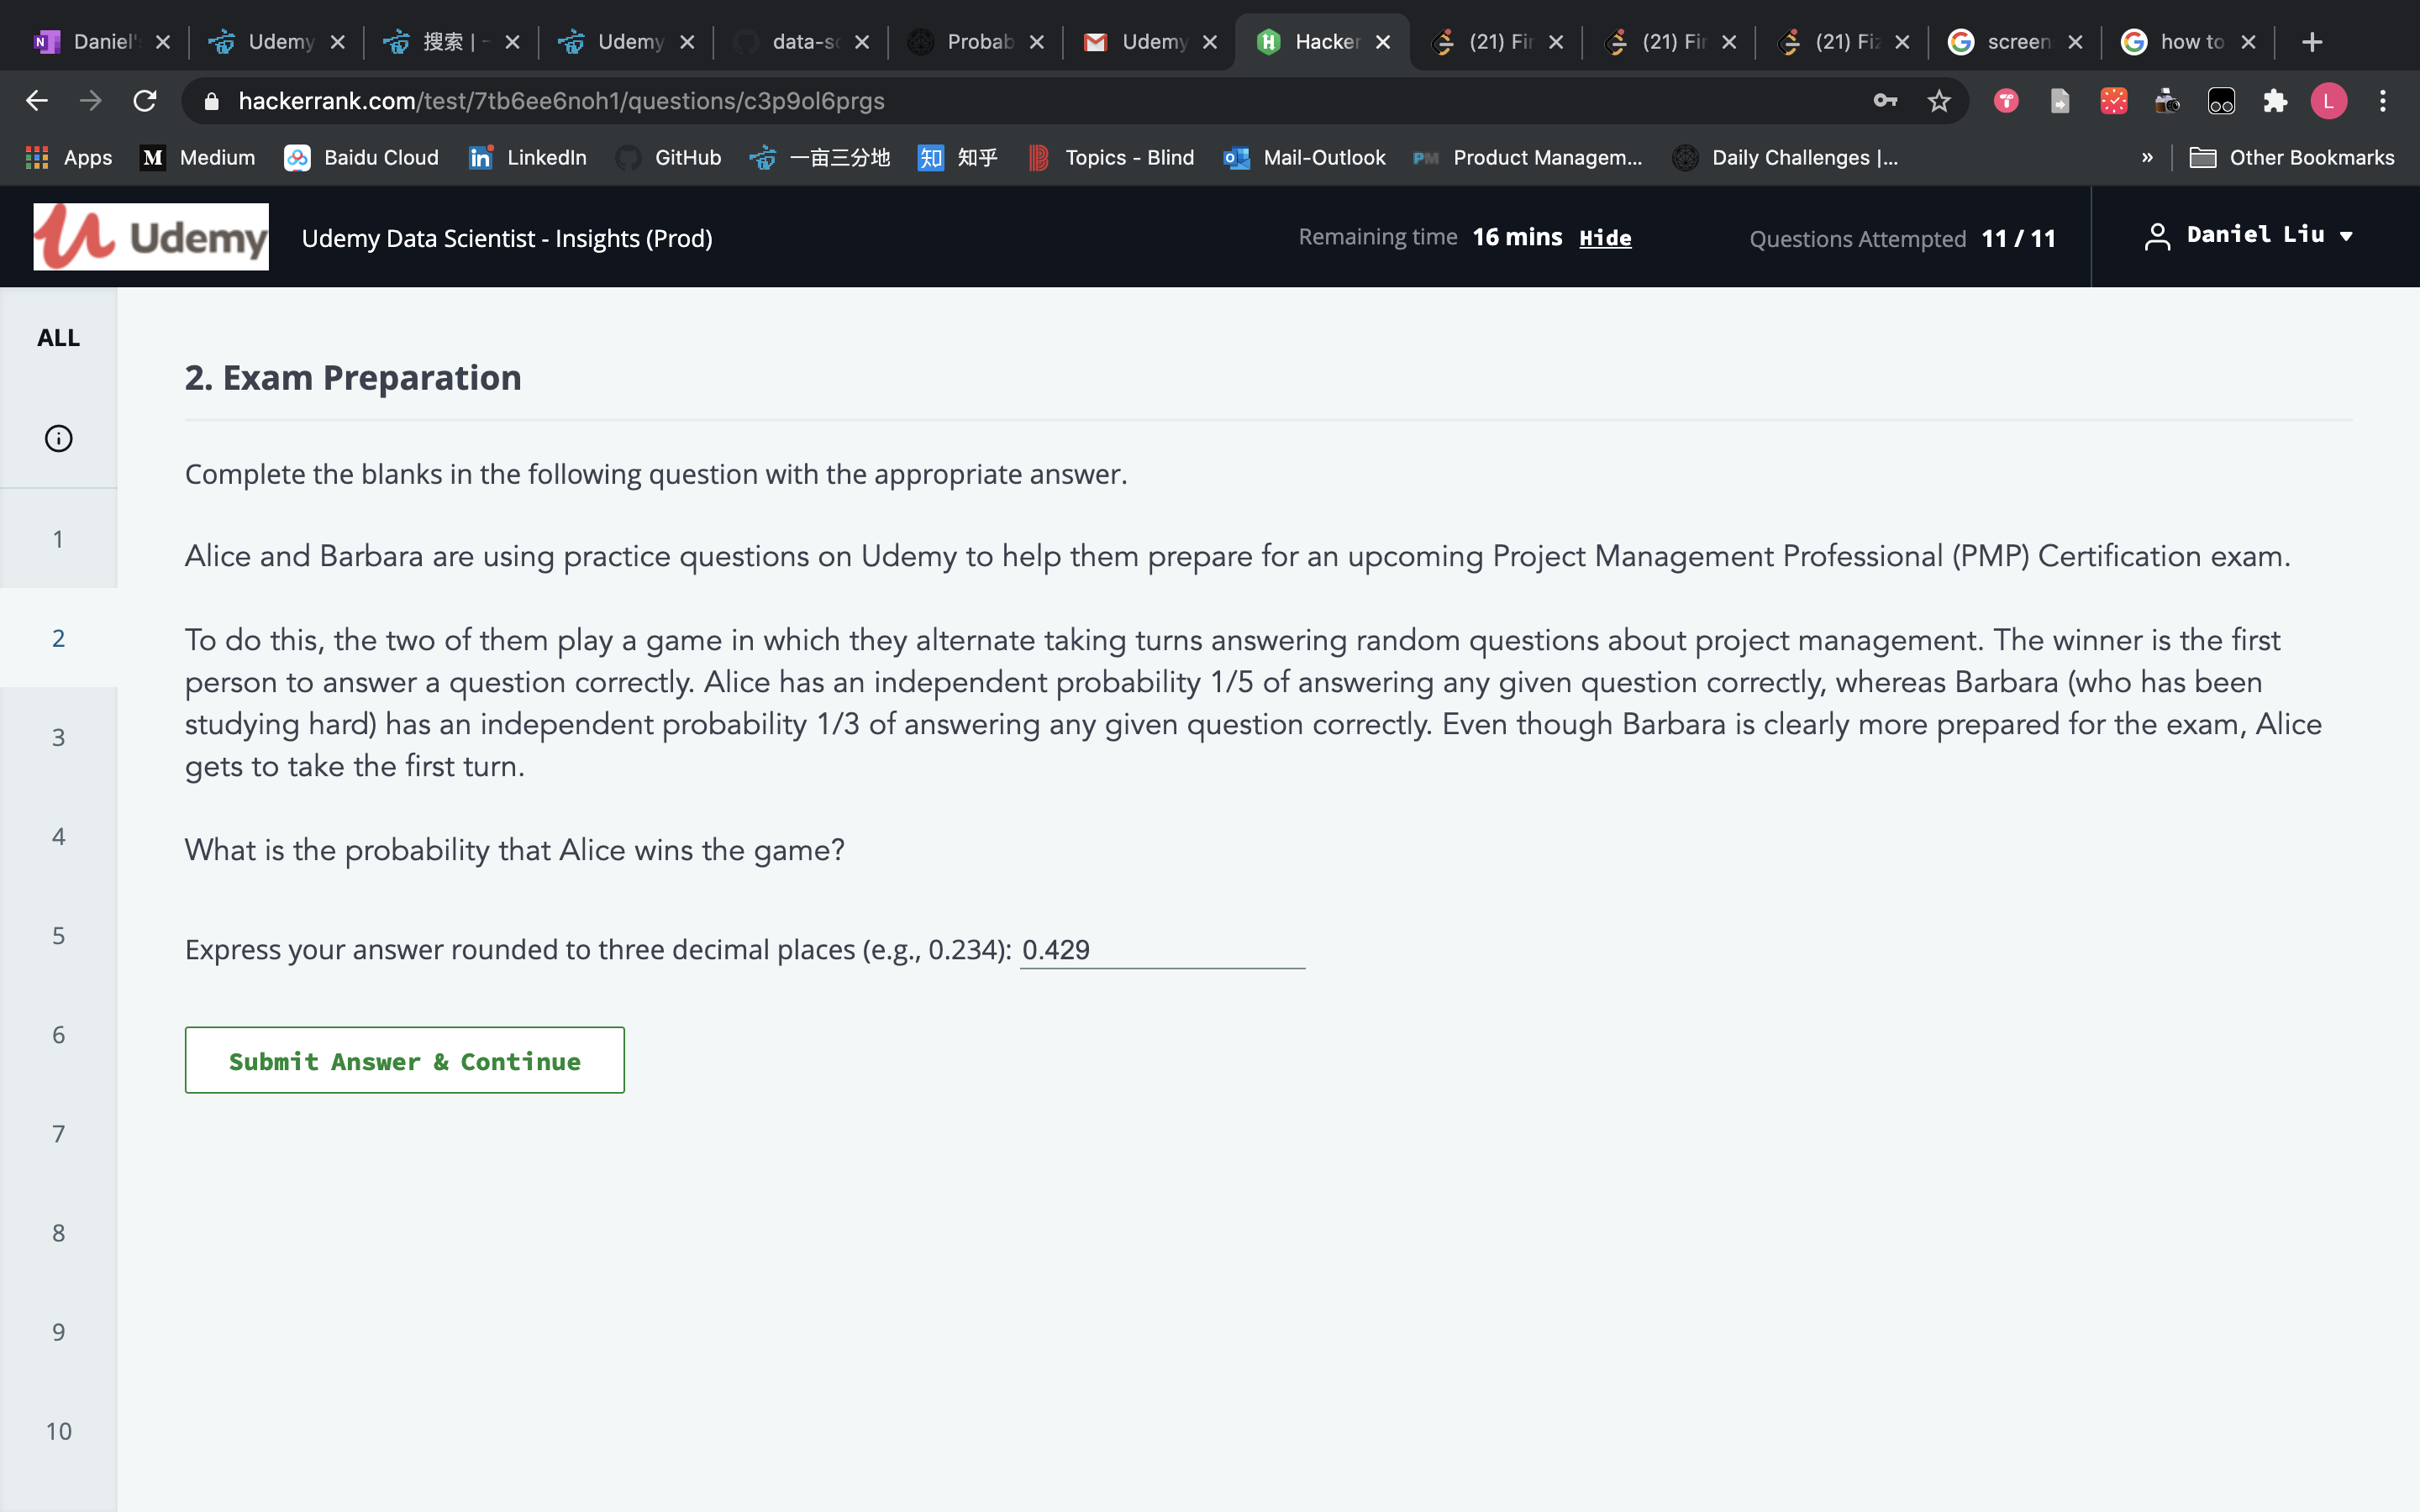 Daniel's Udemy 搜索 | - Udemy data-sc Probab Udemy Hacker (21) Fir (21) Fir (21) Fiz screen how to
hackerrank.com/test/7tb6ee6noh1/questions/c3p9ol6prgs L
Apps M Medium Baidu Cloud LinkedIn GitHub 一亩三分地 知 知乎 Topics - Blind Mail-Outlook PM Product Managem... Daily Challenges |... » Other Bookmarks
Udemy Udemy Data Scientist - Insights (Prod) Remaining time 16 mins Hide Questions Attempted 11 / 11 Daniel Liu
ALL
1
2
3
4
5
6
7
8
9
10
2. Exam Preparation
Complete the blanks in the following question with the appropriate answer.
Alice and Barbara are using practice questions on Udemy to help them prepare for an upcoming Project Management Professional (PMP) Certification exam.
To do this, the two of them play a game in which they alternate taking turns answering random questions about project management. The winner is the first
person to answer a question correctly. Alice has an independent probability 1/5 of answering any given question correctly, whereas Barbara (who has been
studying hard) has an independent probability 1/3 of answering any given question correctly. Even though Barbara is clearly more prepared for the exam, Alice
gets to take the first turn.
What is the probability that Alice wins the game?
Express your answer rounded to three decimal places (e.g., 0.234): 0.429
Submit Answer & Continue